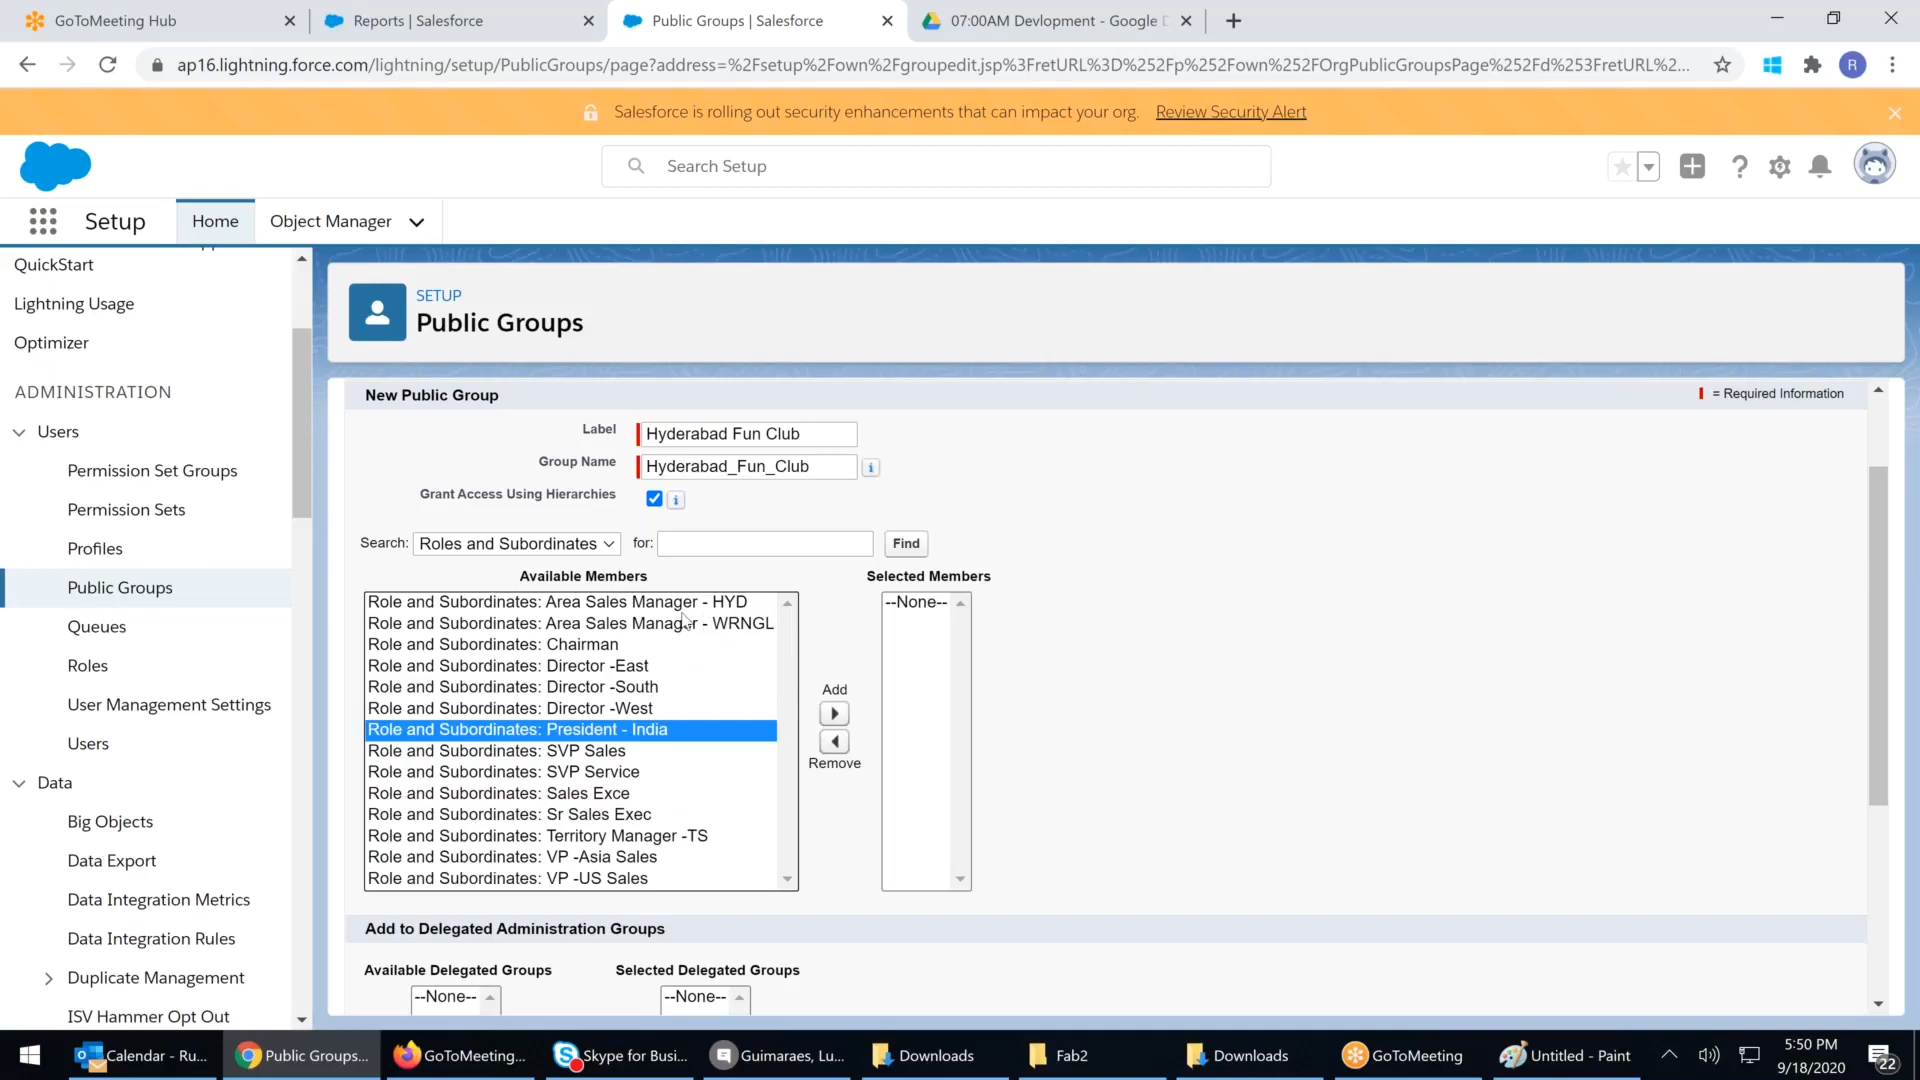 GoToMeeting Hub
Reports | Salesforce
Public Groups | Salesforce
07:00AM Devlopment - Google D
ap16.lightning.force.com/lightning/setup/PublicGroups/page?address=%2Fsetup%2Fown%2Fgroupedit.jsp%3FretURL%3D%252Fp%252Fown%252FOrgPublicGroupsPage%252Fd%253FretURL%2...
R
Salesforce is rolling out security enhancements that can impact your org. Review Security Alert
Search Setup
Setup
Home
Object Manager
QuickStart
Lightning Usage
Optimizer
ADMINISTRATION
Users
Permission Set Groups
Permission Sets
Profiles
Public Groups
Queues
Roles
User Management Settings
Users
Data
Big Objects
Data Export
Data Integration Metrics
Data Integration Rules
Duplicate Management
ISV Hammer Opt Out
SETUP
Public Groups
New Public Group
= Required Information
Label
Hyderabad Fun Club
Group Name
Hyderabad_Fun_Club
Grant Access Using Hierarchies
Search: Roles and Subordinates for: Find
Available Members
Role and Subordinates: Area Sales Manager - HYD
Role and Subordinates: Area Sales Manager - WRNGL
Role and Subordinates: Chairman
Role and Subordinates: Director -East
Role and Subordinates: Director -South
Role and Subordinates: Director -West
Role and Subordinates: President - India
Role and Subordinates: SVP Sales
Role and Subordinates: SVP Service
Role and Subordinates: Sales Exce
Role and Subordinates: Sr Sales Exec
Role and Subordinates: Territory Manager -TS
Role and Subordinates: VP -Asia Sales
Role and Subordinates: VP -US Sales
Add
Remove
Selected Members
--None--
Add to Delegated Administration Groups
Available Delegated Groups
--None--
Selected Delegated Groups
--None--
Calendar - Ru...
Public Groups...
GoToMeeting...
Skype for Busi...
Guimaraes, Lu...
Downloads
Fab2
Downloads
GoToMeeting
Untitled - Paint
5:50 PM
9/18/2020
22